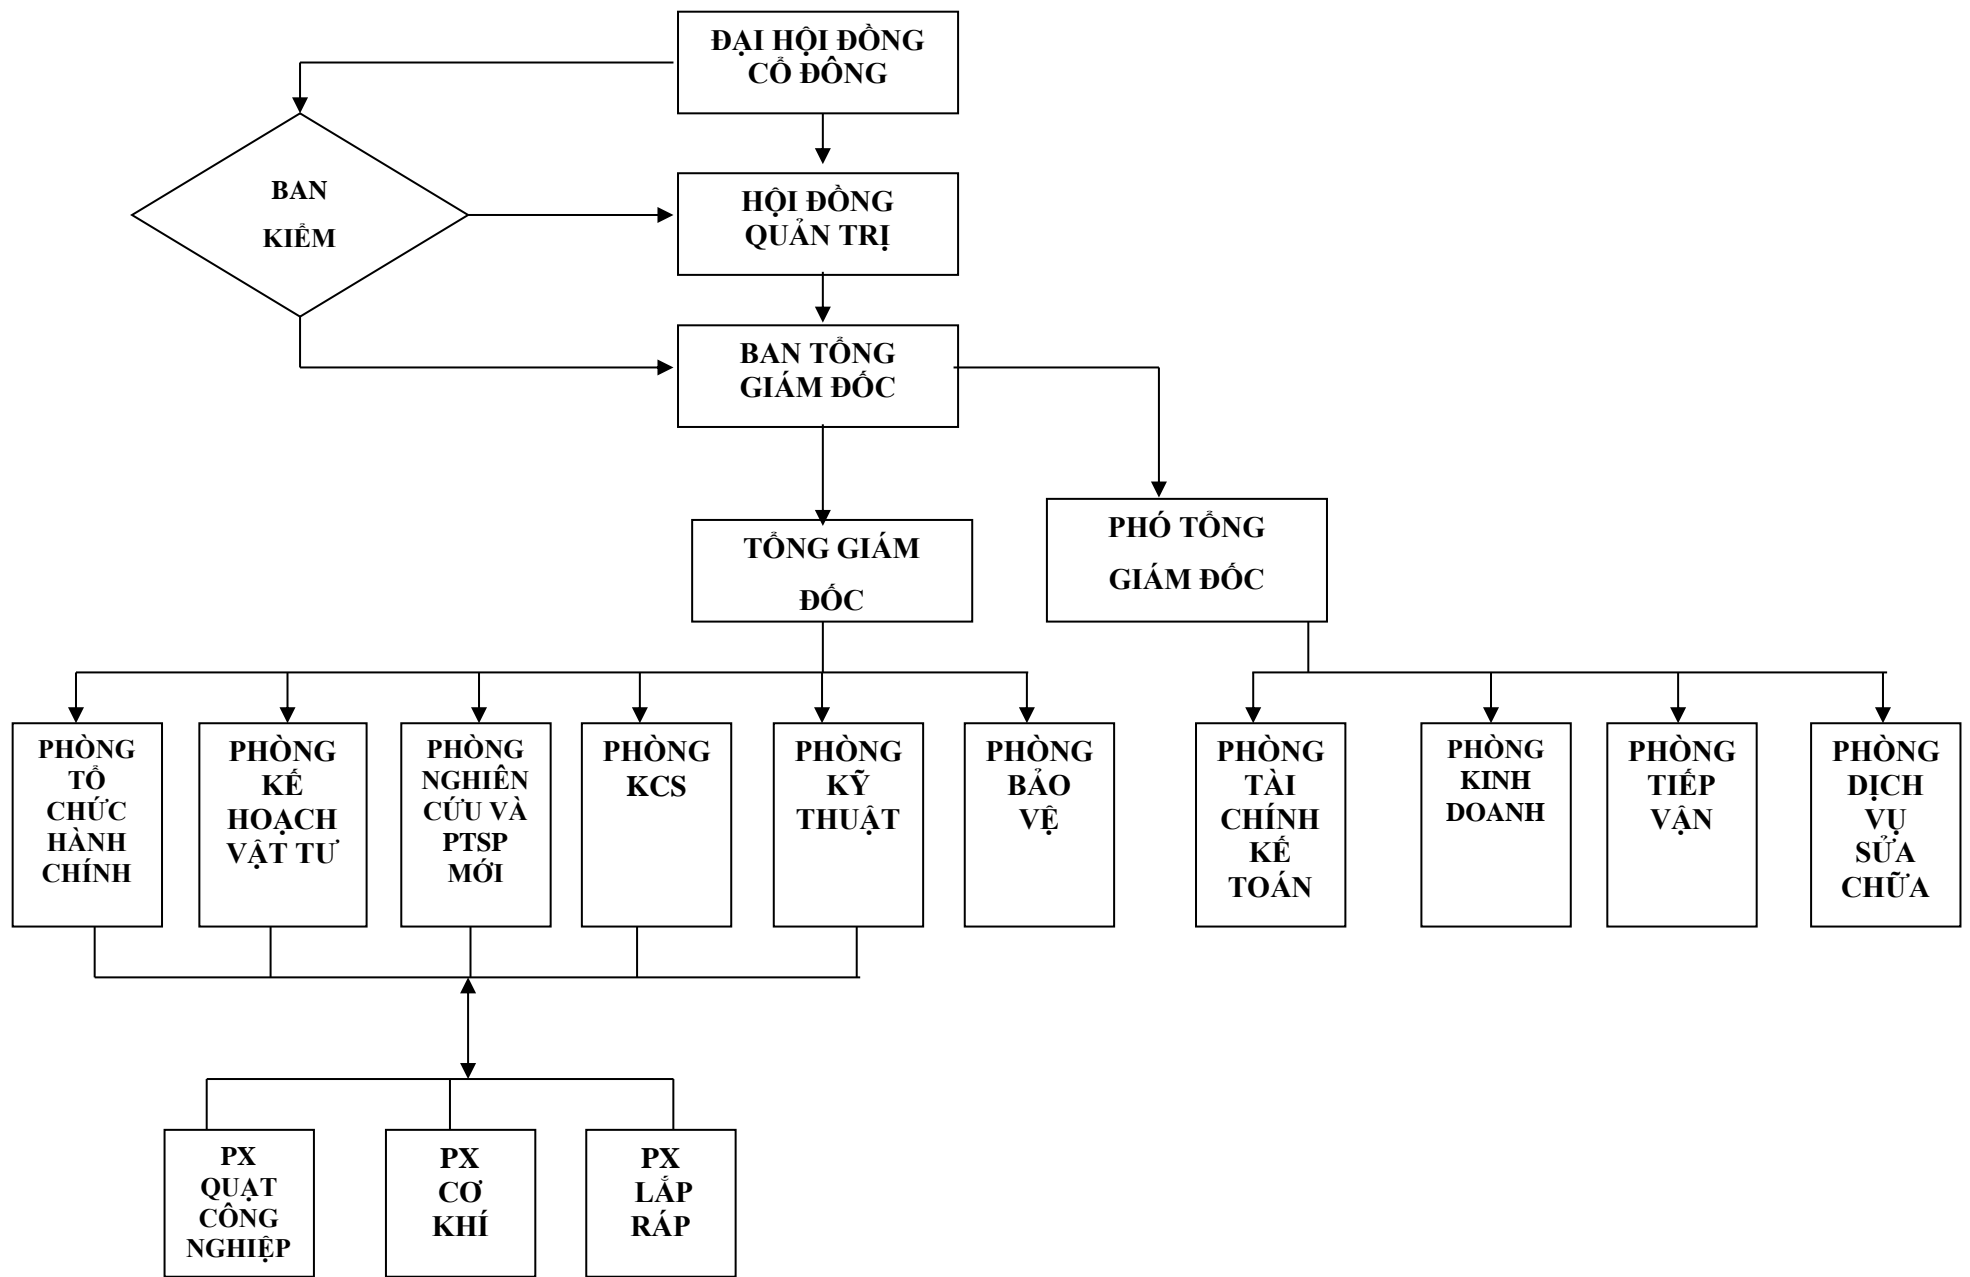 ĐẠI HỘI ĐỒNG
CỔ ĐÔNG
BAN
KIỂM
HỘI ĐỒNG
QUẢN TRỊ
BAN TỔNG
GIÁM ĐỐC
TỔNG GIÁM
ĐỐC
PHÓ TỔNG
GIÁM ĐỐC
PHÒNG
TỔ
CHỨC
HÀNH
CHÍNH
PHÒNG
KẾ
HOẠCH
VẬT TƯ
PHÒNG
NGHIÊN
CỨU VÀ
PTSP
MỚI
PHÒNG
KCS
PHÒNG
KỸ
THUẬT
PHÒNG
BẢO
VỆ
PHÒNG
TÀI
CHÍNH
KẾ
TOÁN
PHÒNG
KINH
DOANH
PHÒNG
TIẾP
VẬN
PHÒNG
DỊCH
VỤ
SỬA
CHỮA
PX
QUẠT
CÔNG
NGHIỆP
PX
CƠ
KHÍ
PX
LẮP
RÁP